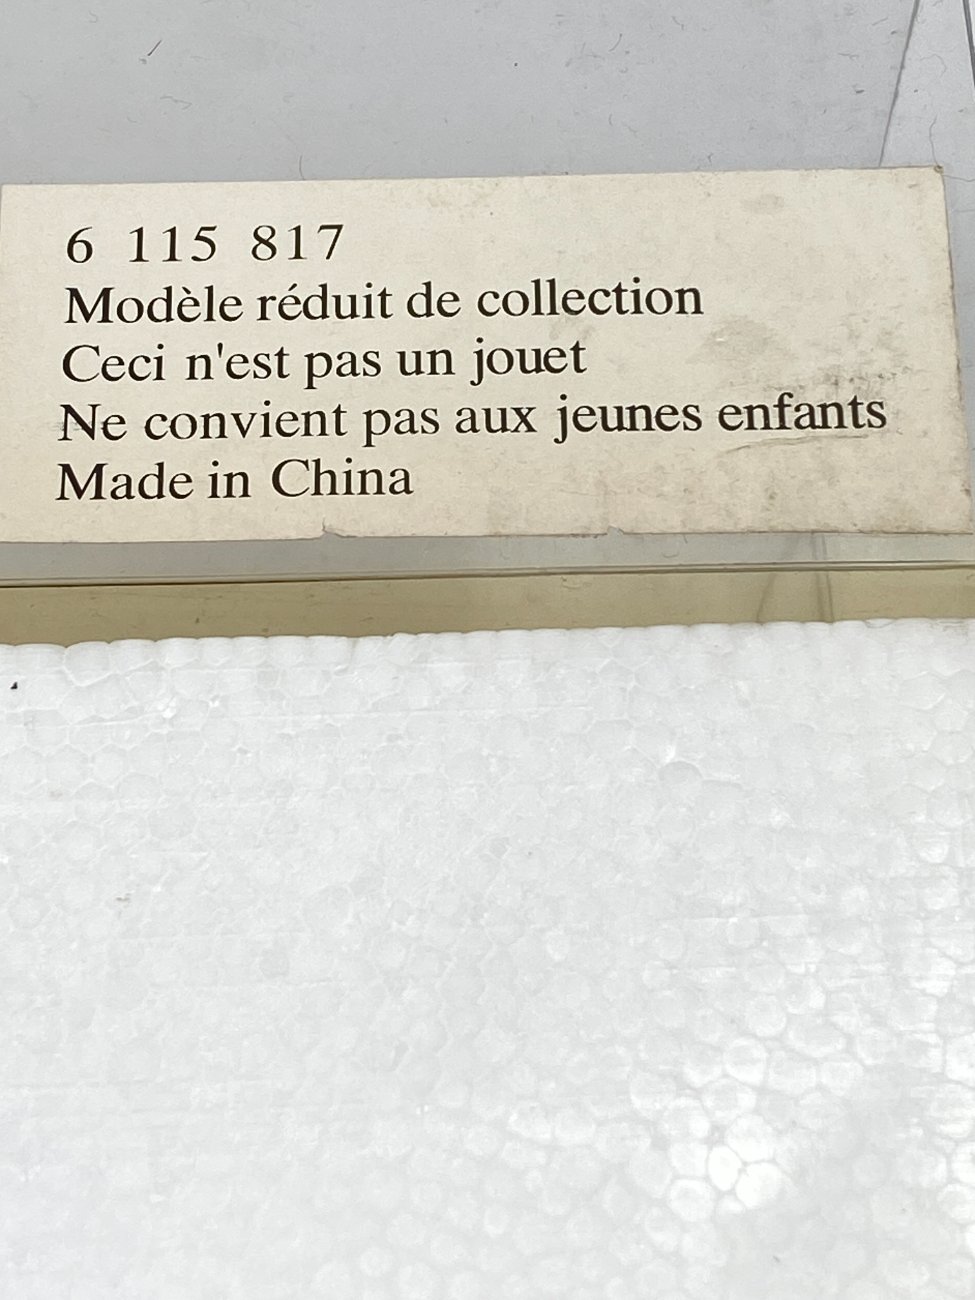 6 115 817
Modèle réduit de collection
Ceci n'est pas un jouet
Ne convient pas aux jeunes enfants
Made in China